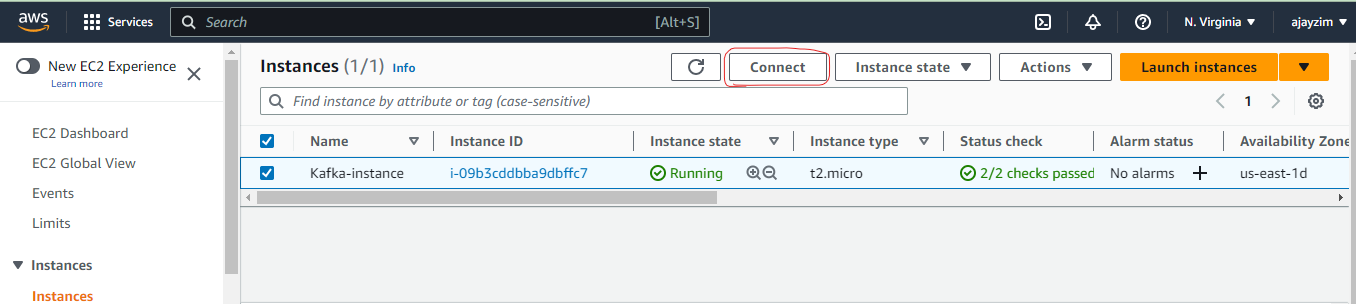 aws Services Search [Alt+S] N. Virginia ajayzim
New EC2 Experience
Learn more
EC2 Dashboard
EC2 Global View
Events
Limits
Instances
Instances
Instances (1/1) Info Connect Instance state Actions Launch instances
Find instance by attribute or tag (case-sensitive) 1
Name Instance ID Instance state Instance type Status check Alarm status Availability Zone
Kafka-instance i-09b3cddbba9dbffc7 Running t2.micro 2/2 checks passed No alarms us-east-1d